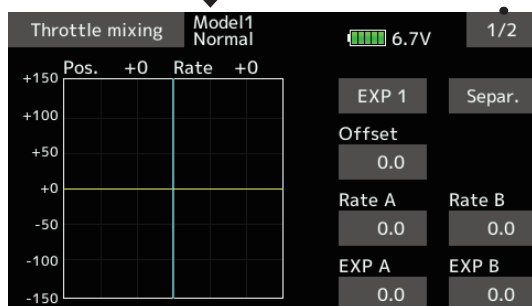 Throttle mixing
Model1
Normal
6.7V
1/2
Pos. +0 Rate +0
+150
+100
+50
+0
-50
-100
-150
EXP 1
Separ.
Offset
0.0
Rate A
Rate B
0.0
0.0
EXP A
EXP B
0.0
0.0